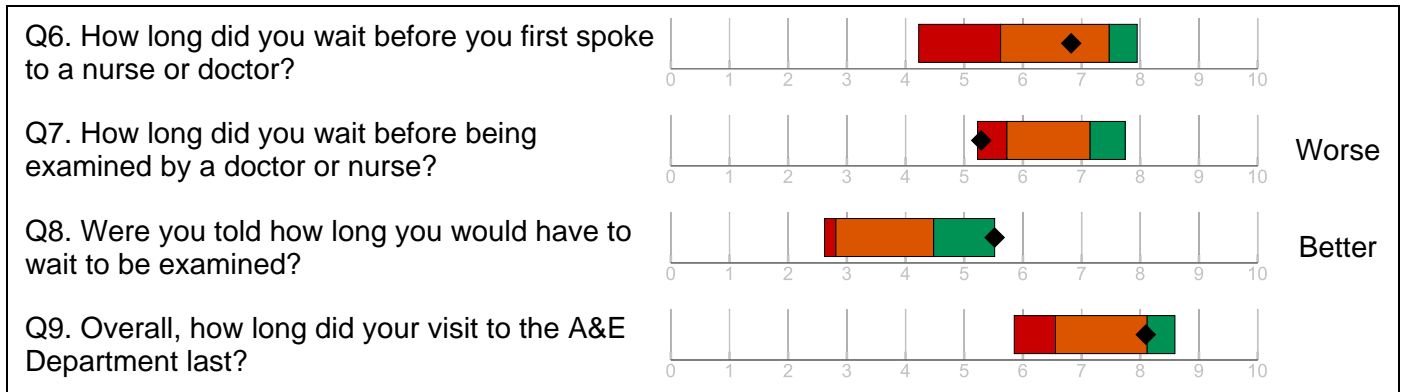 Q6. How long did you wait before you first spoke
to a nurse or doctor?
0 1 2 3 4 5 6 7 8 9 10
Q7. How long did you wait before being
examined by a doctor or nurse?
Worse
0 1 2 3 4 5 6 7 8 9 10
Q8. Were you told how long you would have to
wait to be examined?
Better
0 1 2 3 4 5 6 7 8 9 10
Q9. Overall, how long did your visit to the A&E
Department last?
0 1 2 3 4 5 6 7 8 9 10